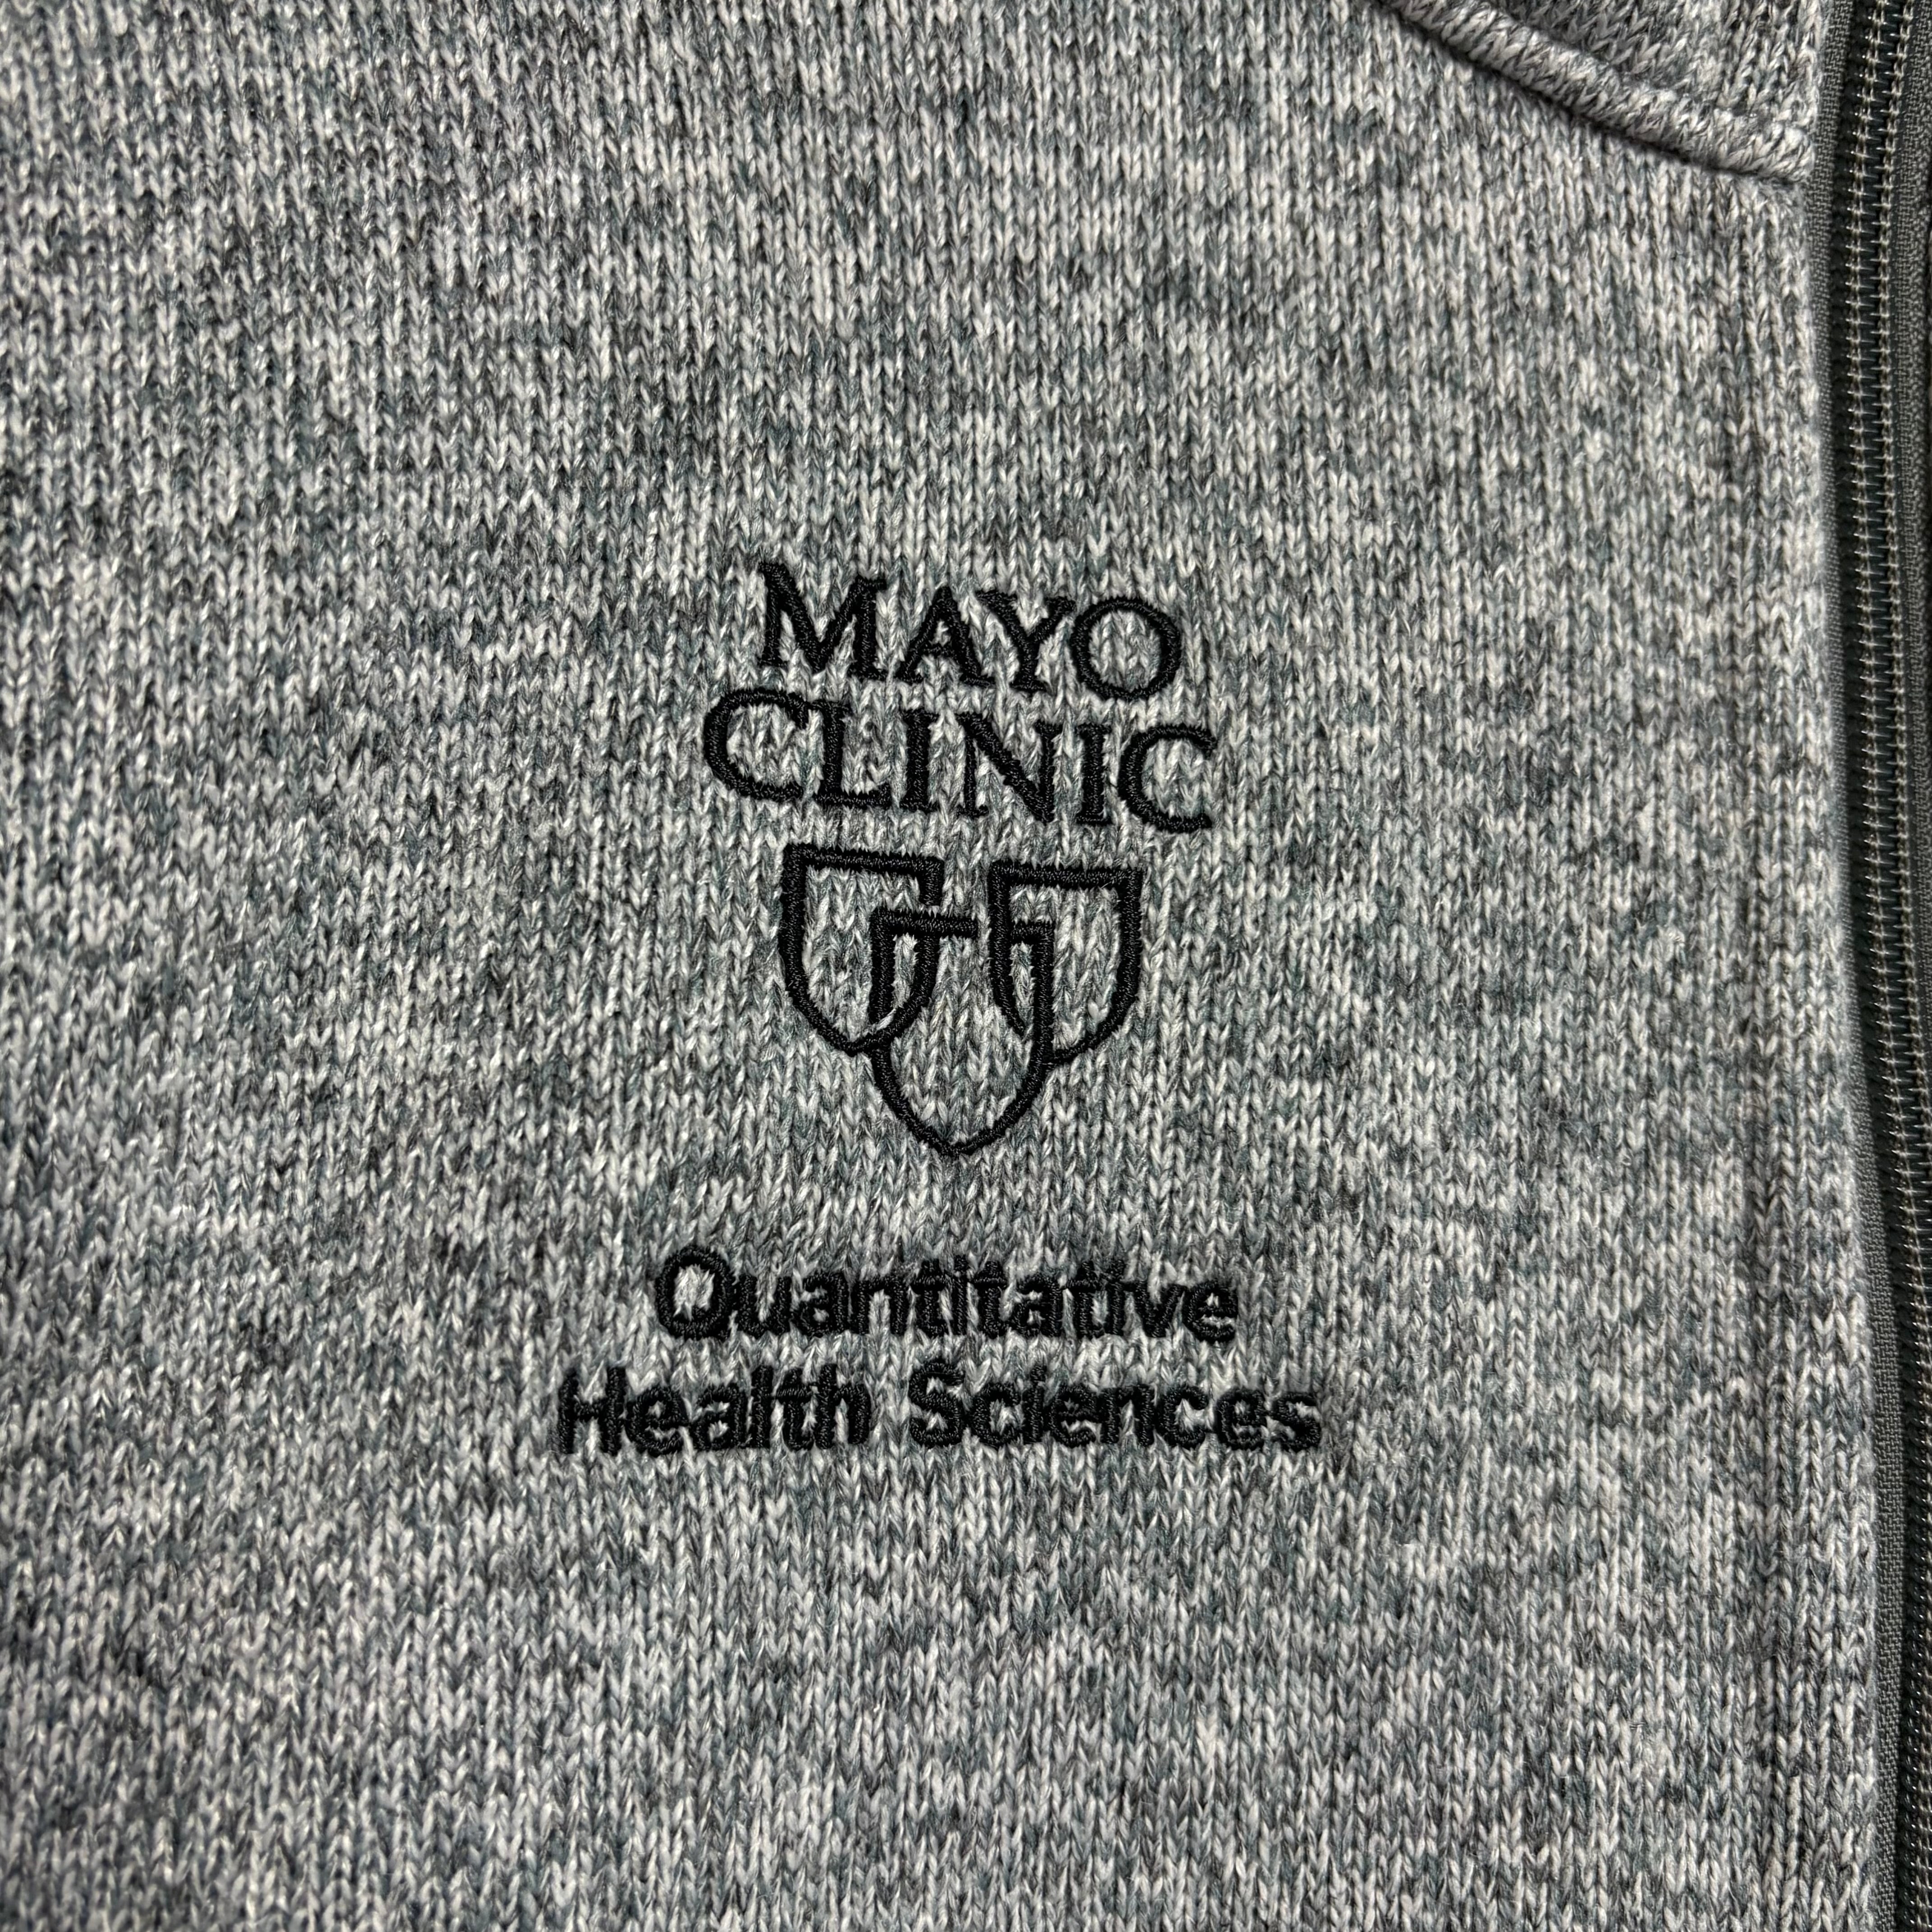 MAYO
CLINIC
Quantitative
Health Sciences